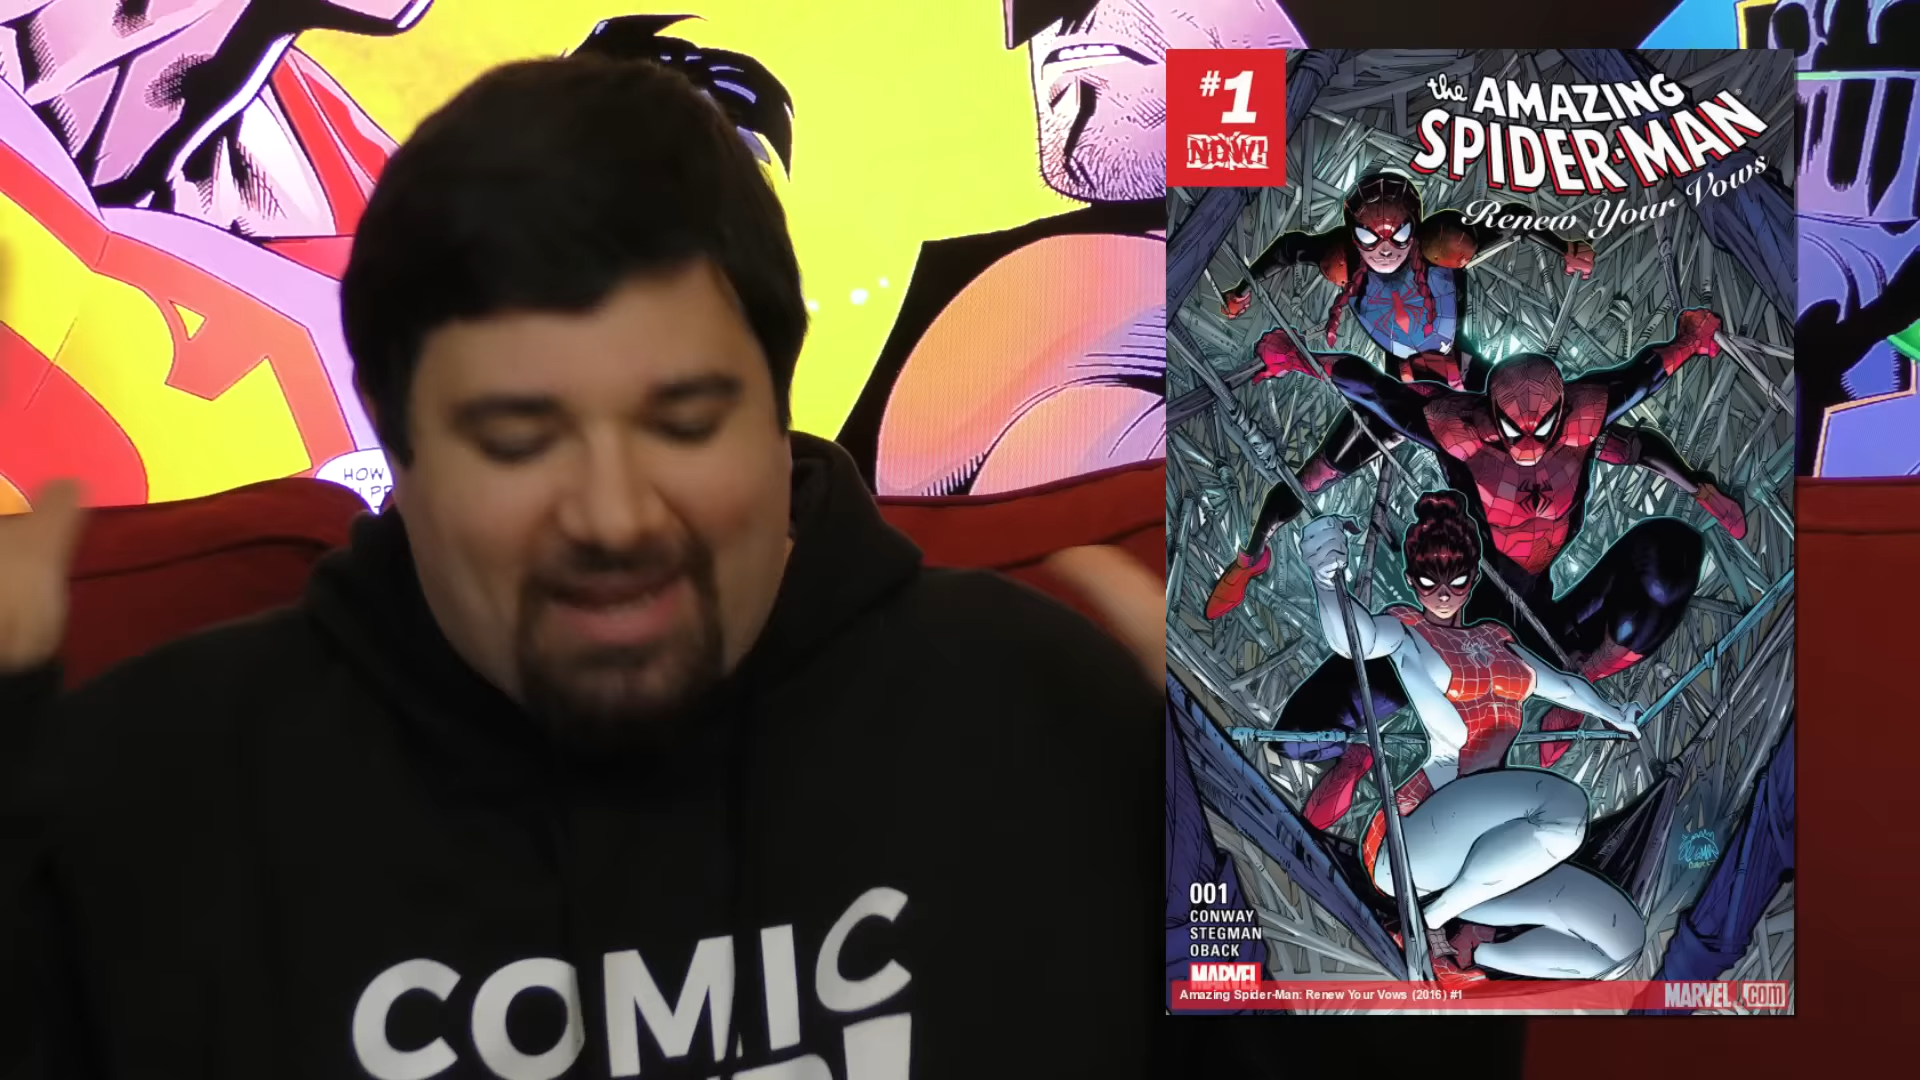 HOW
COMIC
#1
NOW!
the AMAZING
SPIDER-MAN
Renew Your Vows
001
CONWAY
STEGMAN
OBACK
MARVEL
Amazing Spider-Man: Renew Your Vows (2016) #1
MARVEL.com